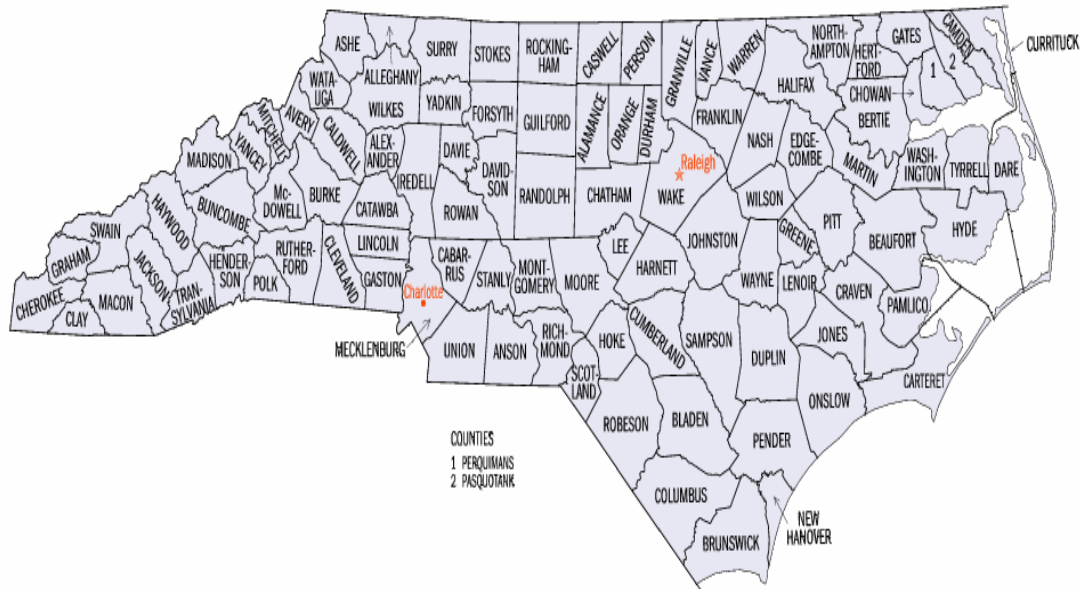 ASHE
ALLEGHANY
SURRY
STOKES
ROCKING-
HAM
CASWELL
PERSON
GRANVILLE
VANCE
WARREN
NORTH-
AMPTON
HERT-
FORD
GATES
CAMDEN
CURRITUCK
1
2
WATA-
UGA
WILKES
YADKIN
FORSYTH
GUILFORD
ALAMANCE
ORANGE
DURHAM
FRANKLIN
HALIFAX
CHOWAN
BERTIE
MITCHELL
AVERY
CALDWELL
ALEX-
ANDER
IREDELL
DAVIE
DAVID-
SON
RANDOLPH
CHATHAM
Raleigh
WAKE
NASH
EDGE-
COMBE
MARTIN
WASH-
INGTON
TYRRELL
DARE
MADISON
YANCEY
Mc-
DOWELL
BURKE
CATAWBA
ROWAN
WILSON
PITT
BEAUFORT
HYDE
SWAIN
HAYWOOD
BUNCOMBE
RUTHER-
FORD
CLEVELAND
LINCOLN
GASTON
CABAR-
RUS
STANLY
MONT-
GOMERY
MOORE
LEE
HARNETT
JOHNSTON
WAYNE
GREENE
LENOIR
CRAVEN
PAMLICO
GRAHAM
CHEROKEE
CLAY
MACON
JACKSON
TRAN-
SYLVANIA
HENDER-
SON
POLK
Charlotte
MECKLENBURG
UNION
ANSON
RICH-
MOND
SCOT-
LAND
HOKE
CUMBERLAND
SAMPSON
DUPLIN
JONES
ONSLOW
CARTERET
ROBESON
BLADEN
PENDER
COLUMBUS
BRUNSWICK
NEW
HANOVER
COUNTIES
1 PERQUIMANS
2 PASQUOTANK